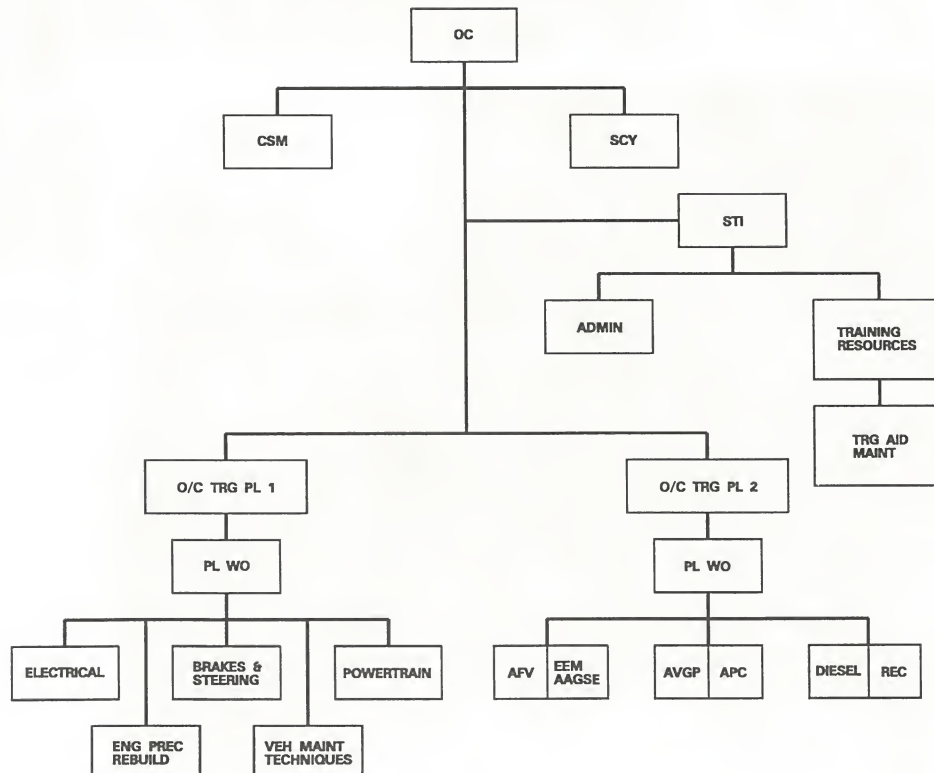 OC
CSM
SCY
STI
ADMIN
TRAINING
RESOURCES
TRG AID
MAINT
O/C TRG PL 1
O/C TRG PL 2
PL WO
PL WO
ELECTRICAL
BRAKES &
STEERING
POWERTRAIN
ENG PREC
REBUILD
VEH MAINT
TECHNIQUES
AFV
EEM
AAGSE
AVGP
APC
DIESEL
REC